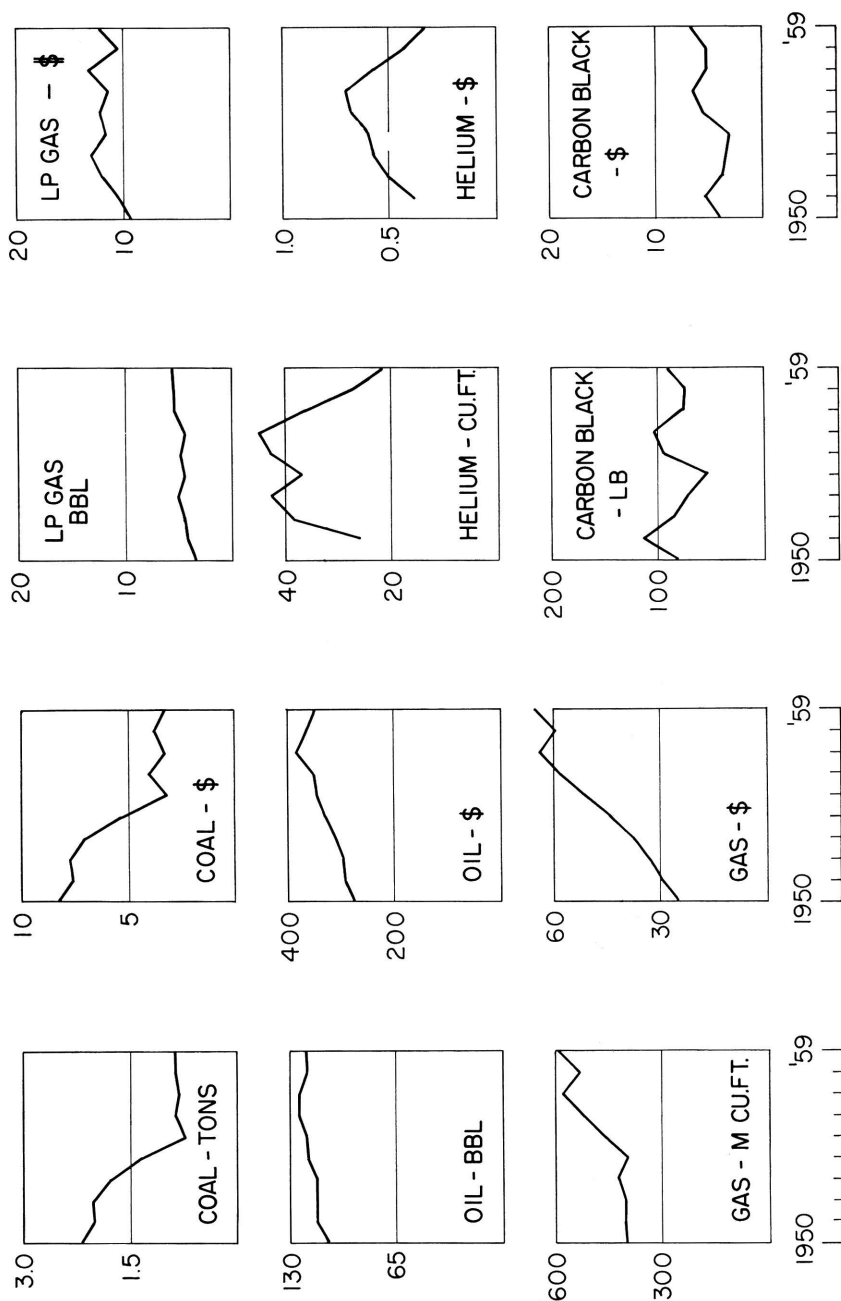 3.0
1.5
COAL - TONS
10
5
COAL - $
20
10
LP GAS
BBL
20
10
LP GAS - $
130
65
OIL - BBL
400
200
OIL - $
40
20
HELIUM - CU.FT.
1.0
0.5
HELIUM - $
600
300
GAS - M CU.FT.
1950 '59
60
30
GAS - $
1950 '59
200
100
CARBON BLACK
- LB
1950 '59
20
10
CARBON BLACK
- $
1950 '59